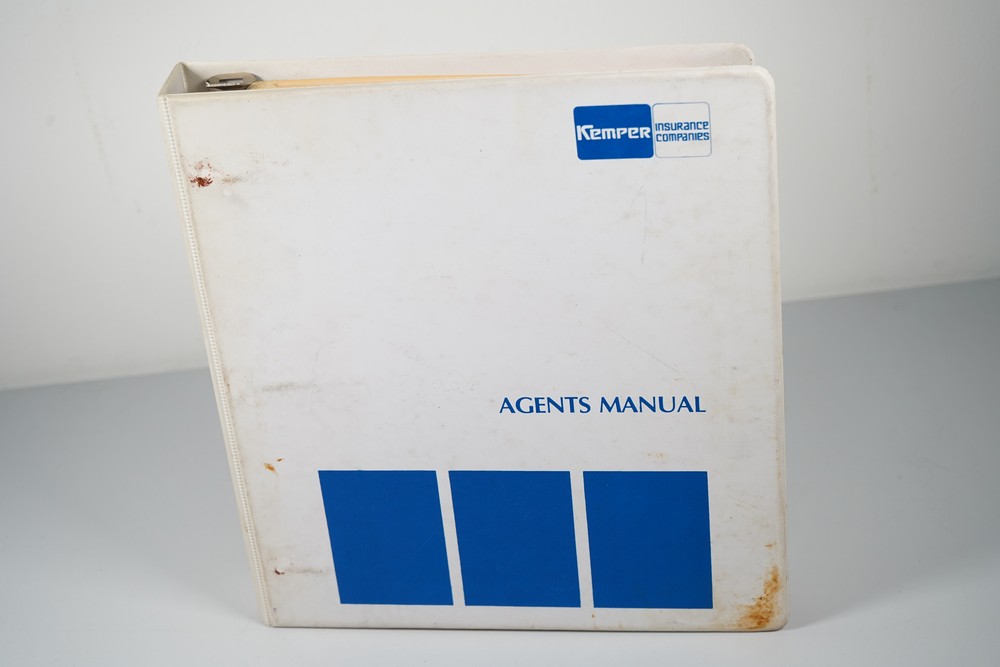 Kemper
INSURANCE
COMPANIES
AGENTS MANUAL